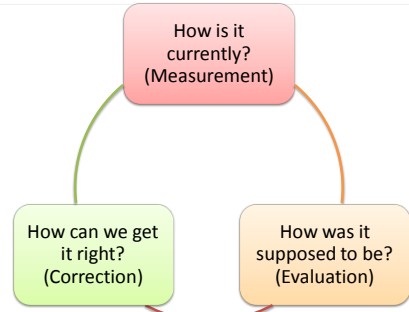 How is it
currently?
(Measurement)
How can we get
it right?
(Correction)
How was it
supposed to be?
(Evaluation)